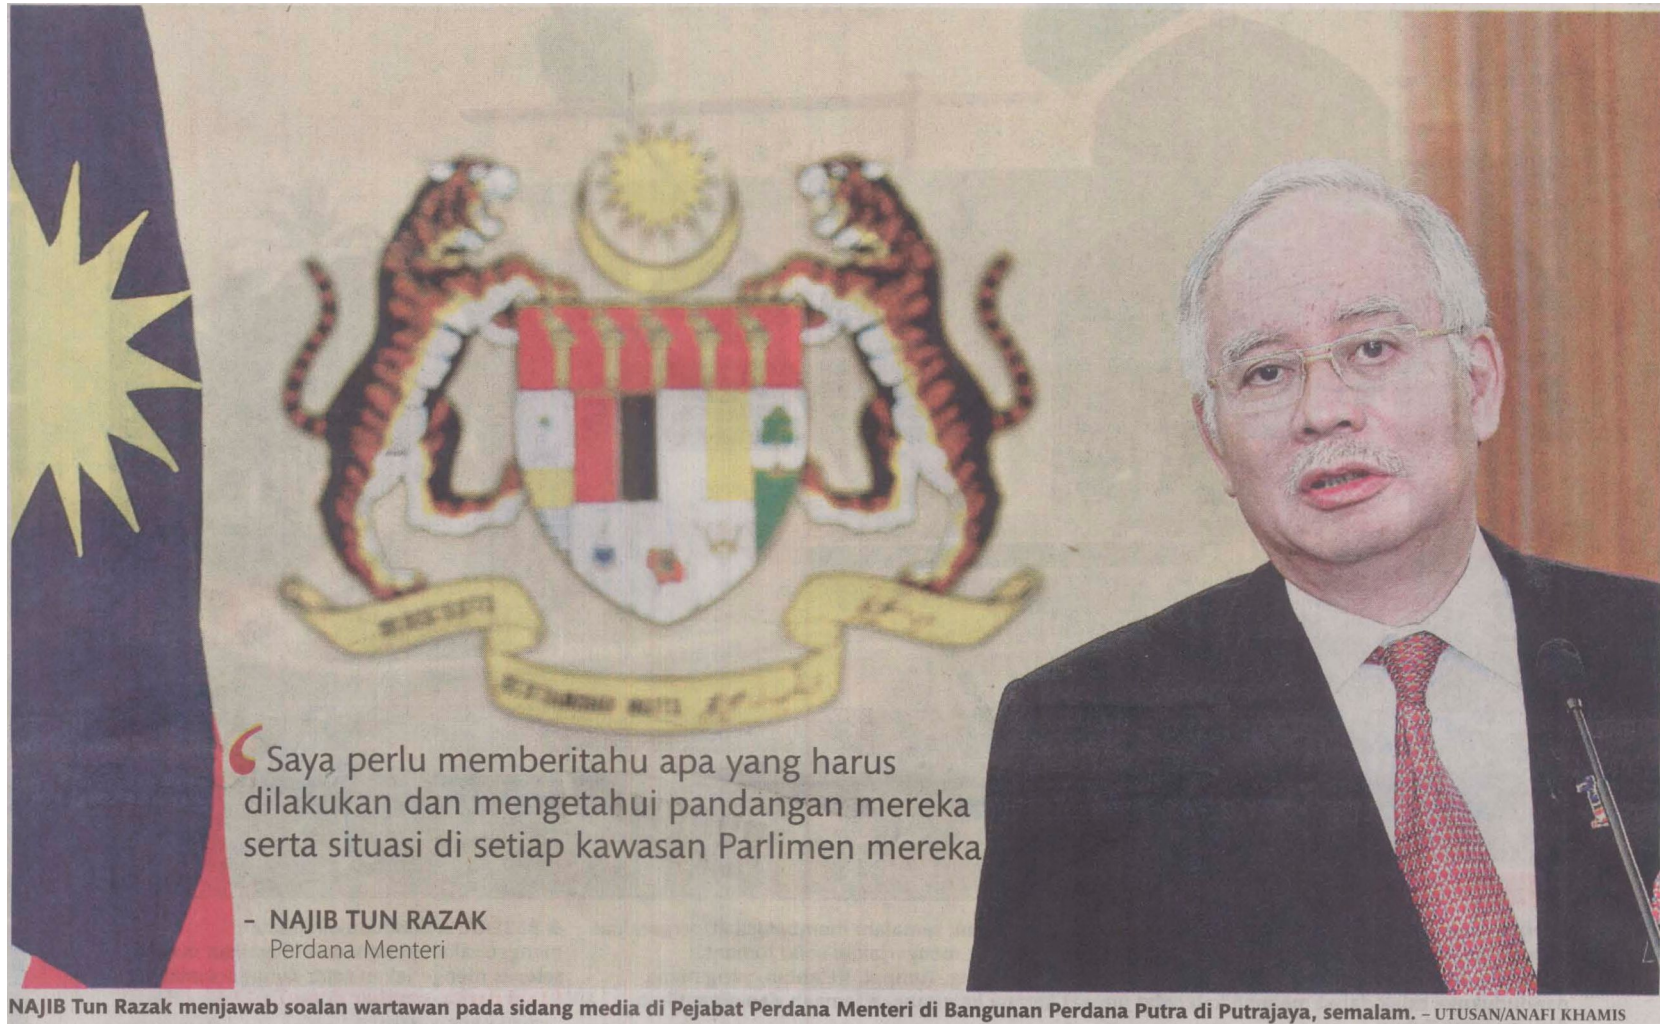 ‘ Saya perlu memberitahu apa yang harus
dilakukan dan mengetahui pandangan mereka
serta situasi di setiap kawasan Parlimen mereka
– NAJIB TUN RAZAK
Perdana Menteri
NAJIB Tun Razak menjawab soalan wartawan pada sidang media di Pejabat Perdana Menteri di Bangunan Perdana Putra di Putrajaya, semalam. – UTUSAN/ANAFI KHAMIS